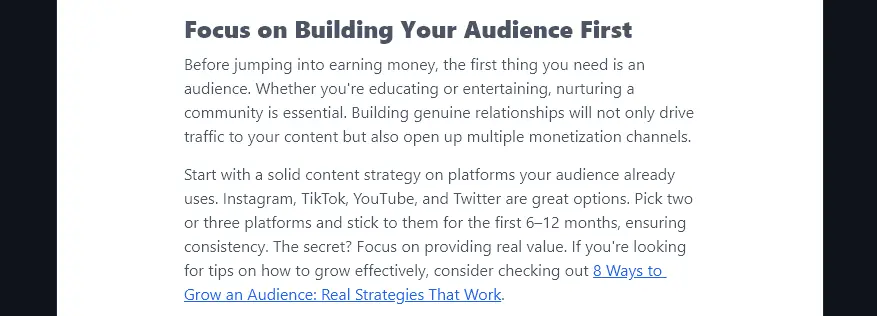 Focus on Building Your Audience First
Before jumping into earning money, the first thing you need is an
audience. Whether you're educating or entertaining, nurturing a
community is essential. Building genuine relationships will not only drive
traffic to your content but also open up multiple monetization channels.
Start with a solid content strategy on platforms your audience already
uses. Instagram, TikTok, YouTube, and Twitter are great options. Pick two
or three platforms and stick to them for the first 6–12 months, ensuring
consistency. The secret? Focus on providing real value. If you're looking
for tips on how to grow effectively, consider checking out 8 Ways to
Grow an Audience: Real Strategies That Work.